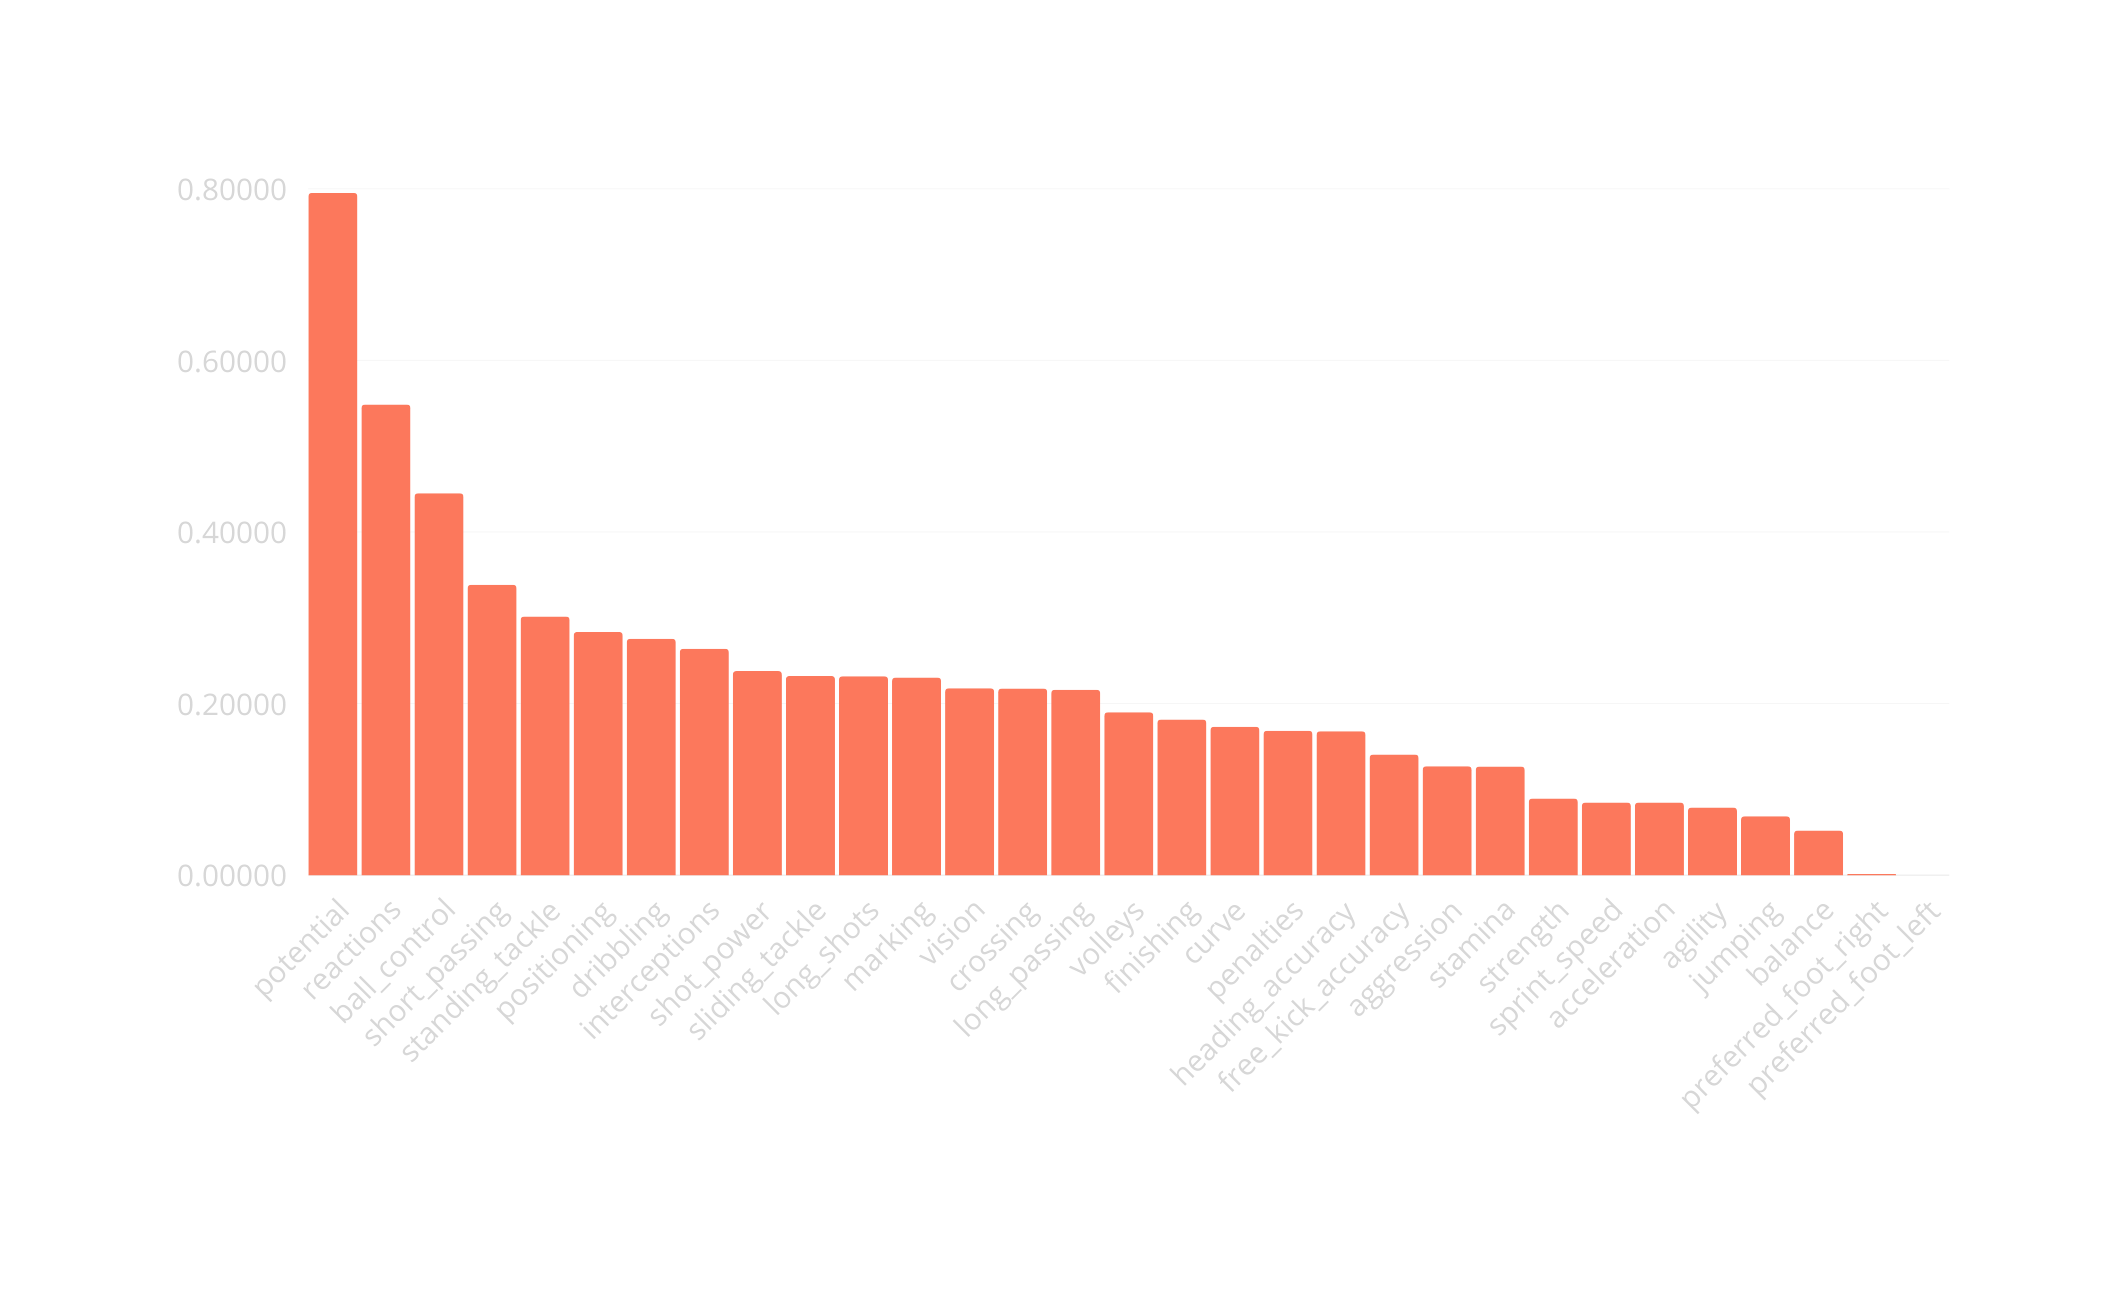 0.80000
0.60000
0.40000
0.20000
0.00000
potential
reactions
ball_control
short_passing
standing_tackle
positioning
dribbling
interceptions
shot_power
sliding_tackle
long_shots
marking
vision
crossing
long_passing
volleys
finishing
curve
penalties
heading_accuracy
free_kick_accuracy
aggression
stamina
strength
sprint_speed
acceleration
agility
jumping
balance
preferred_foot_right
preferred_foot_left